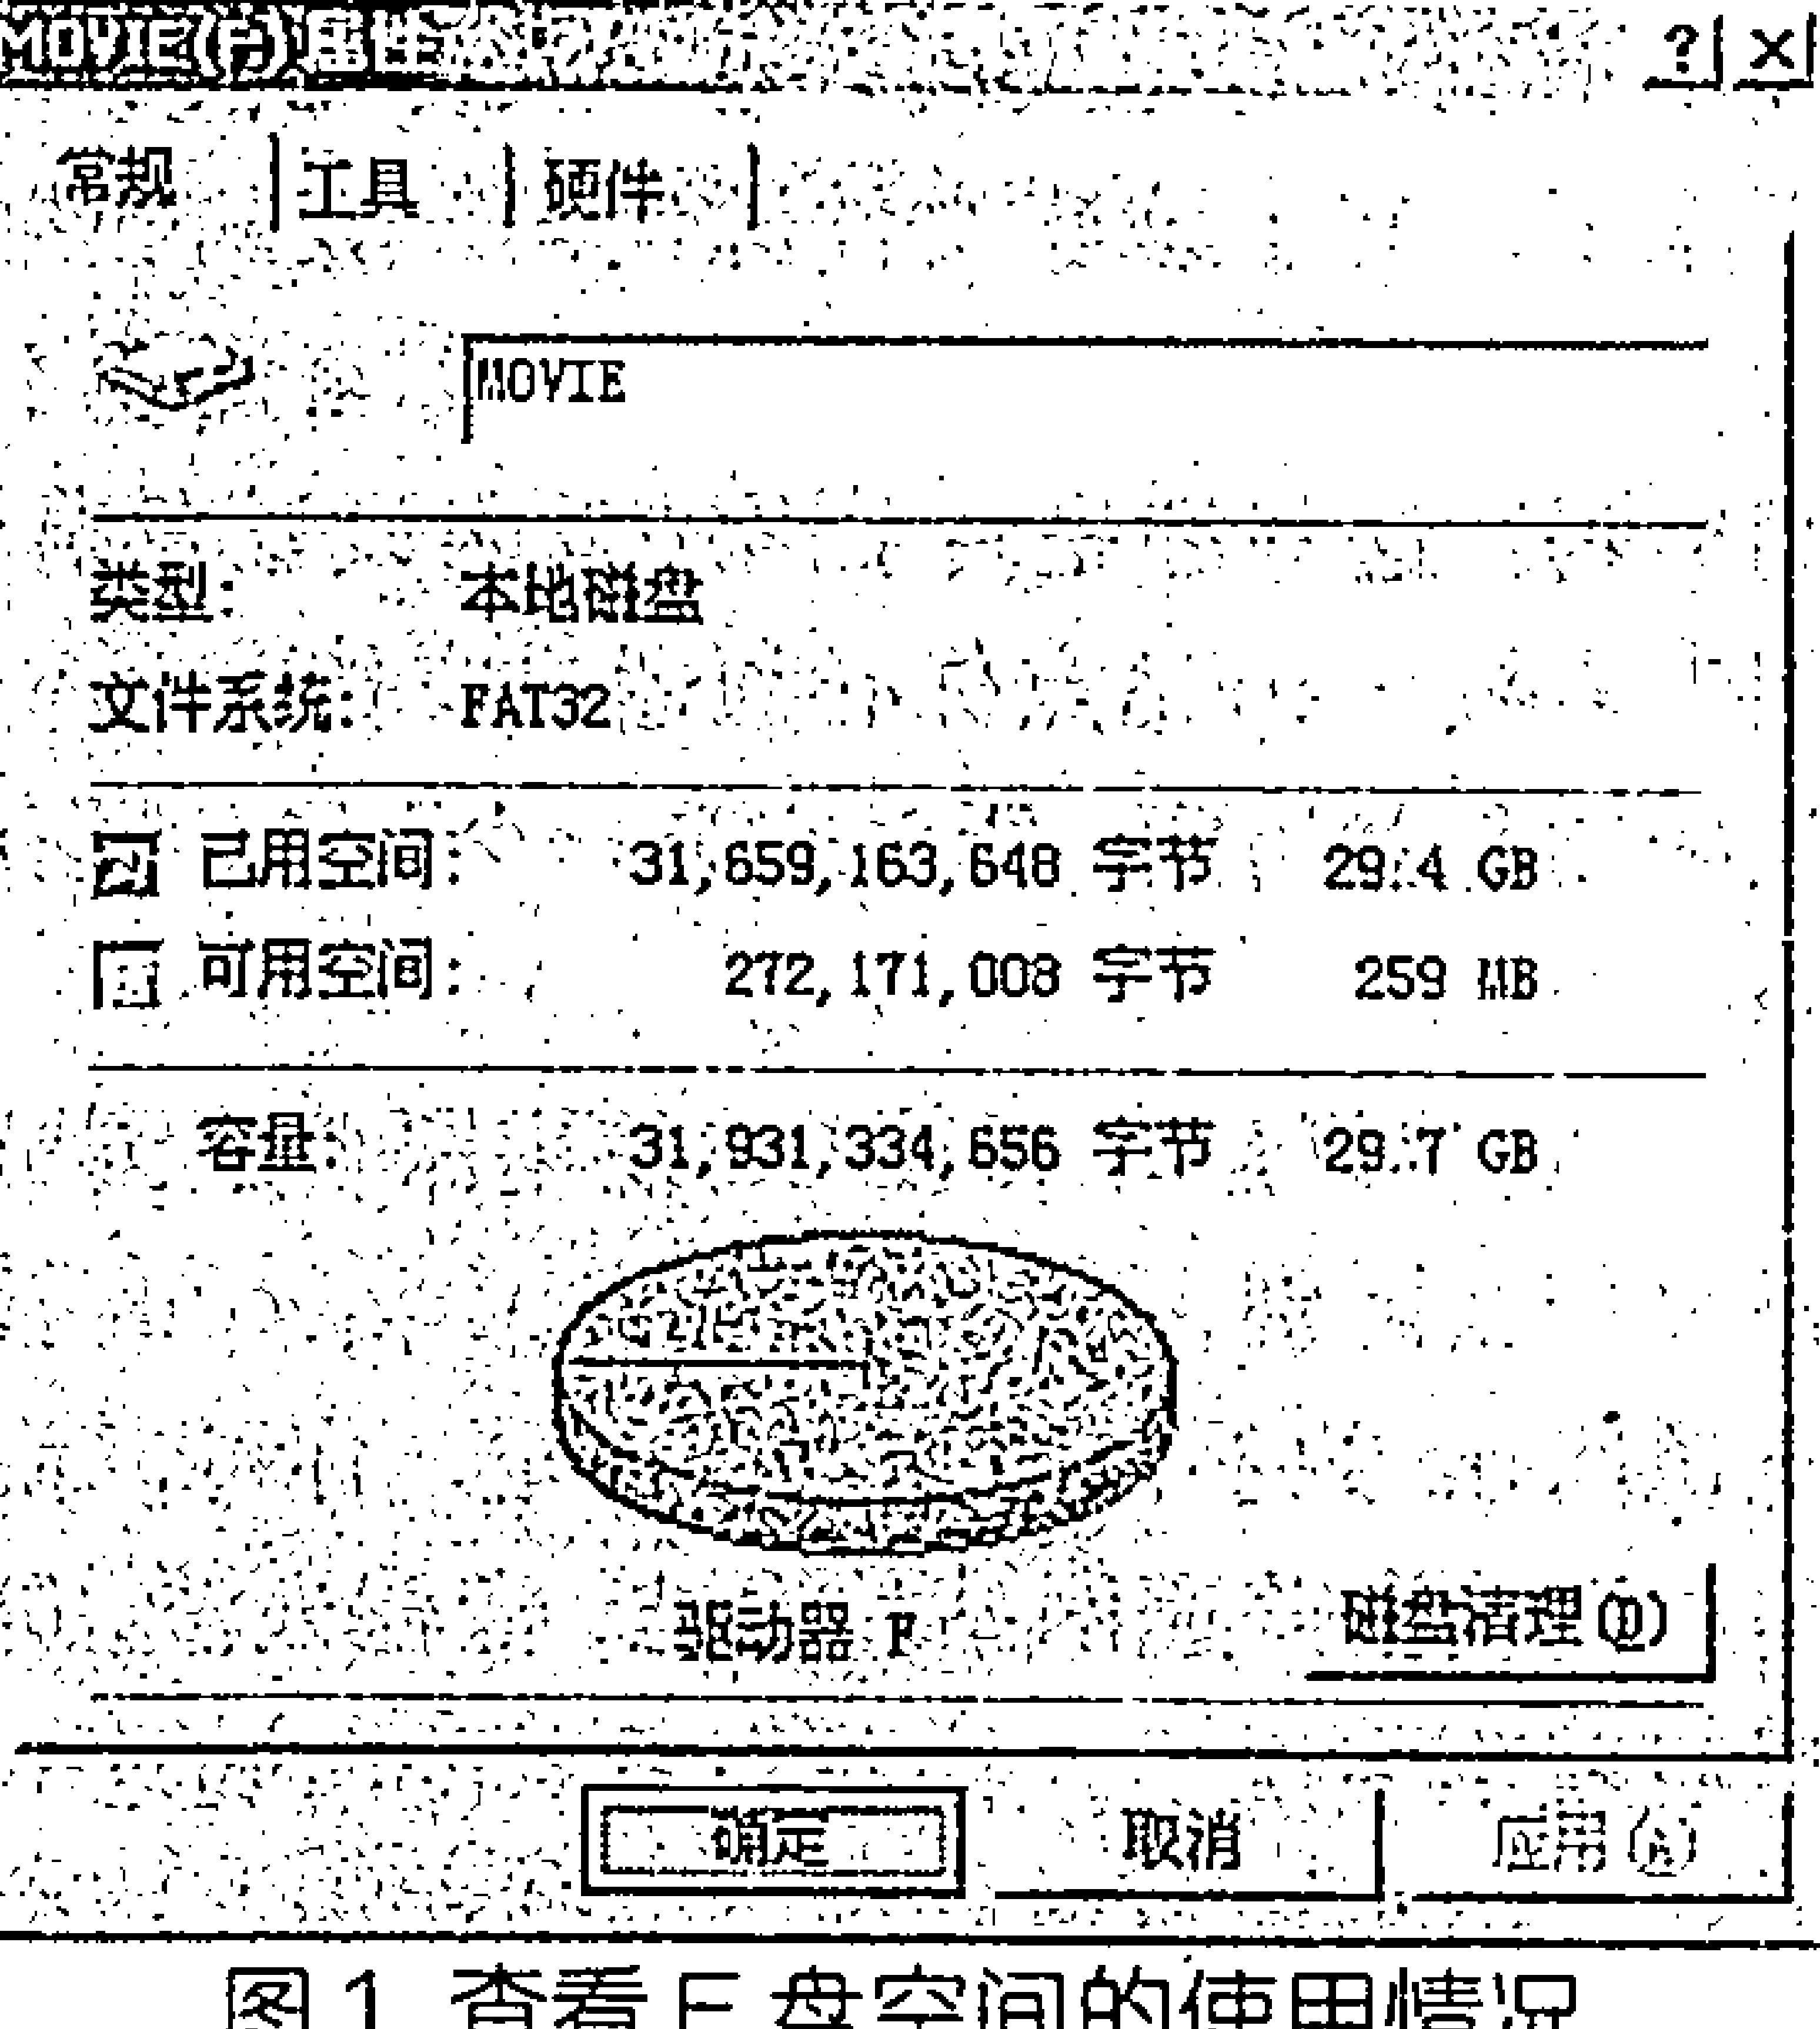 MOVIE(F) 属性
? ×
常规 工具 硬件
MOVIE
类型: 本地磁盘
文件系统: FAT32
已用空间: 31,659,163,648 字节 29.4 GB
可用空间: 272,171,008 字节 259 MB
容量: 31,931,334,656 字节 29.7 GB
驱动器 F
磁盘清理(D)
确定 取消 应用(A)
图1 查看F盘空间的使用情况